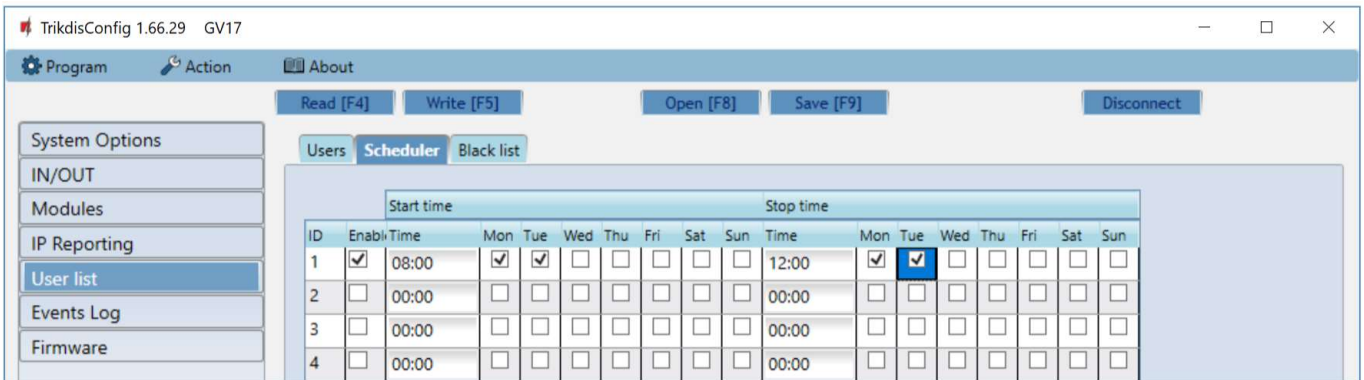 TrikdisConfig 1.66.29 GV17
Program Action About
Read [F4] Write [F5] Open [F8] Save [F9] Disconnect
System Options
IN/OUT
Modules
IP Reporting
User list
Events Log
Firmware
Users Scheduler Black list
Start time Stop time
ID Enabl Time Mon Tue Wed Thu Fri Sat Sun Time Mon Tue Wed Thu Fri Sat Sun
1 08:00 12:00
2 00:00 00:00
3 00:00 00:00
4 00:00 00:00